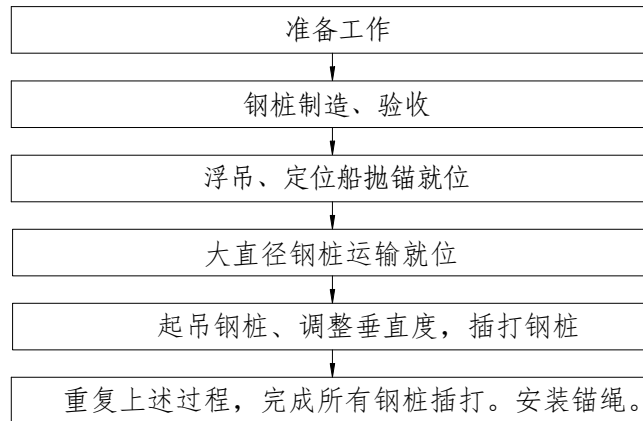 准备工作
钢桩制造、验收
浮吊、定位船抛锚就位
大直径钢桩运输就位
起吊钢桩、调整垂直度，插打钢桩
重复上述过程，完成所有钢桩插打。安装锚绳。